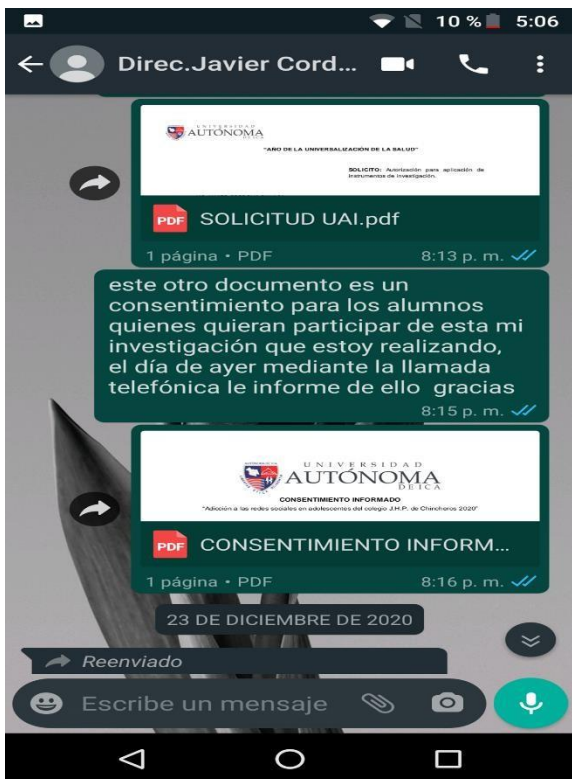 10 % 5:06
Direc.Javier Cord...
UNIVERSIDAD
AUTÓNOMA
DEICA
"AÑO DE LA UNIVERSALIZACIÓN DE LA SALUD"
SOLICITO: Autorización para aplicación de
instrumentos de investigación.
PDF SOLICITUD UAI.pdf
1 página • PDF 8:13 p. m.
este otro documento es un
consentimiento para los alumnos
quienes quieran participar de esta mi
investigación que estoy realizando,
el día de ayer mediante la llamada
telefónica le informe de ello gracias
8:15 p. m.
UNIVERSIDAD
AUTÓNOMA
DEICA
CONSENTIMIENTO INFORMADO
"Adicción a las redes sociales en adolescentes del colegio J.H.P. de Chincheros 2020"
PDF CONSENTIMIENTO INFORM...
1 página • PDF 8:16 p. m.
23 DE DICIEMBRE DE 2020
Reenviado
Escribe un mensaje